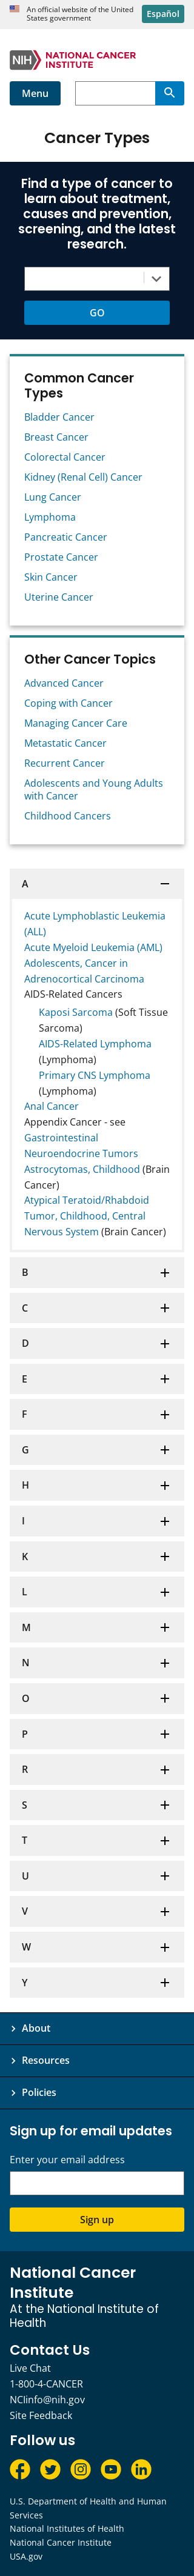 An official website of the United
States government
Español
NIH NATIONAL CANCER
INSTITUTE
Menu
Cancer Types
Find a type of cancer to
learn about treatment,
causes and prevention,
screening, and the latest
research.
GO
Common Cancer
Types
Bladder Cancer
Breast Cancer
Colorectal Cancer
Kidney (Renal Cell) Cancer
Lung Cancer
Lymphoma
Pancreatic Cancer
Prostate Cancer
Skin Cancer
Uterine Cancer
Other Cancer Topics
Advanced Cancer
Coping with Cancer
Managing Cancer Care
Metastatic Cancer
Recurrent Cancer
Adolescents and Young Adults
with Cancer
Childhood Cancers
A
Acute Lymphoblastic Leukemia
(ALL)
Acute Myeloid Leukemia (AML)
Adolescents, Cancer in
Adrenocortical Carcinoma
AIDS-Related Cancers
Kaposi Sarcoma (Soft Tissue
Sarcoma)
AIDS-Related Lymphoma
(Lymphoma)
Primary CNS Lymphoma
(Lymphoma)
Anal Cancer
Appendix Cancer - see
Gastrointestinal
Neuroendocrine Tumors
Astrocytomas, Childhood (Brain
Cancer)
Atypical Teratoid/Rhabdoid
Tumor, Childhood, Central
Nervous System (Brain Cancer)
B
C
D
E
F
G
H
I
K
L
M
N
O
P
R
S
T
U
V
W
Y
About
Resources
Policies
Sign up for email updates
Enter your email address
Sign up
National Cancer
Institute
At the National Institute of
Health
Contact Us
Live Chat
1-800-4-CANCER
NCIinfo@nih.gov
Site Feedback
Follow us
U.S. Department of Health and Human
Services
National Institutes of Health
National Cancer Institute
USA.gov